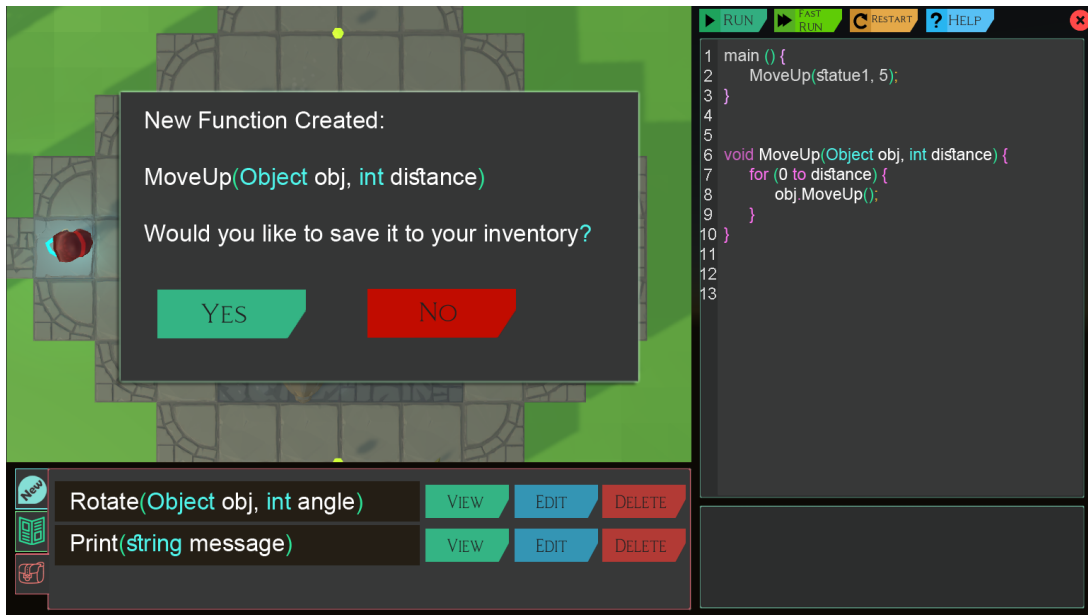 New Function Created:
MoveUp(Object obj, int distance)
Would you like to save it to your inventory?
YES NO
New
Rotate(Object obj, int angle) VIEW EDIT DELETE
Print(string message) VIEW EDIT DELETE
RUN FAST RUN RESTART ? HELP
1 main () {
2 MoveUp(statue1, 5);
3 }
4
5
6 void MoveUp(Object obj, int distance) {
7 for (0 to distance) {
8 obj.MoveUp();
9 }
10 }
11
12
13